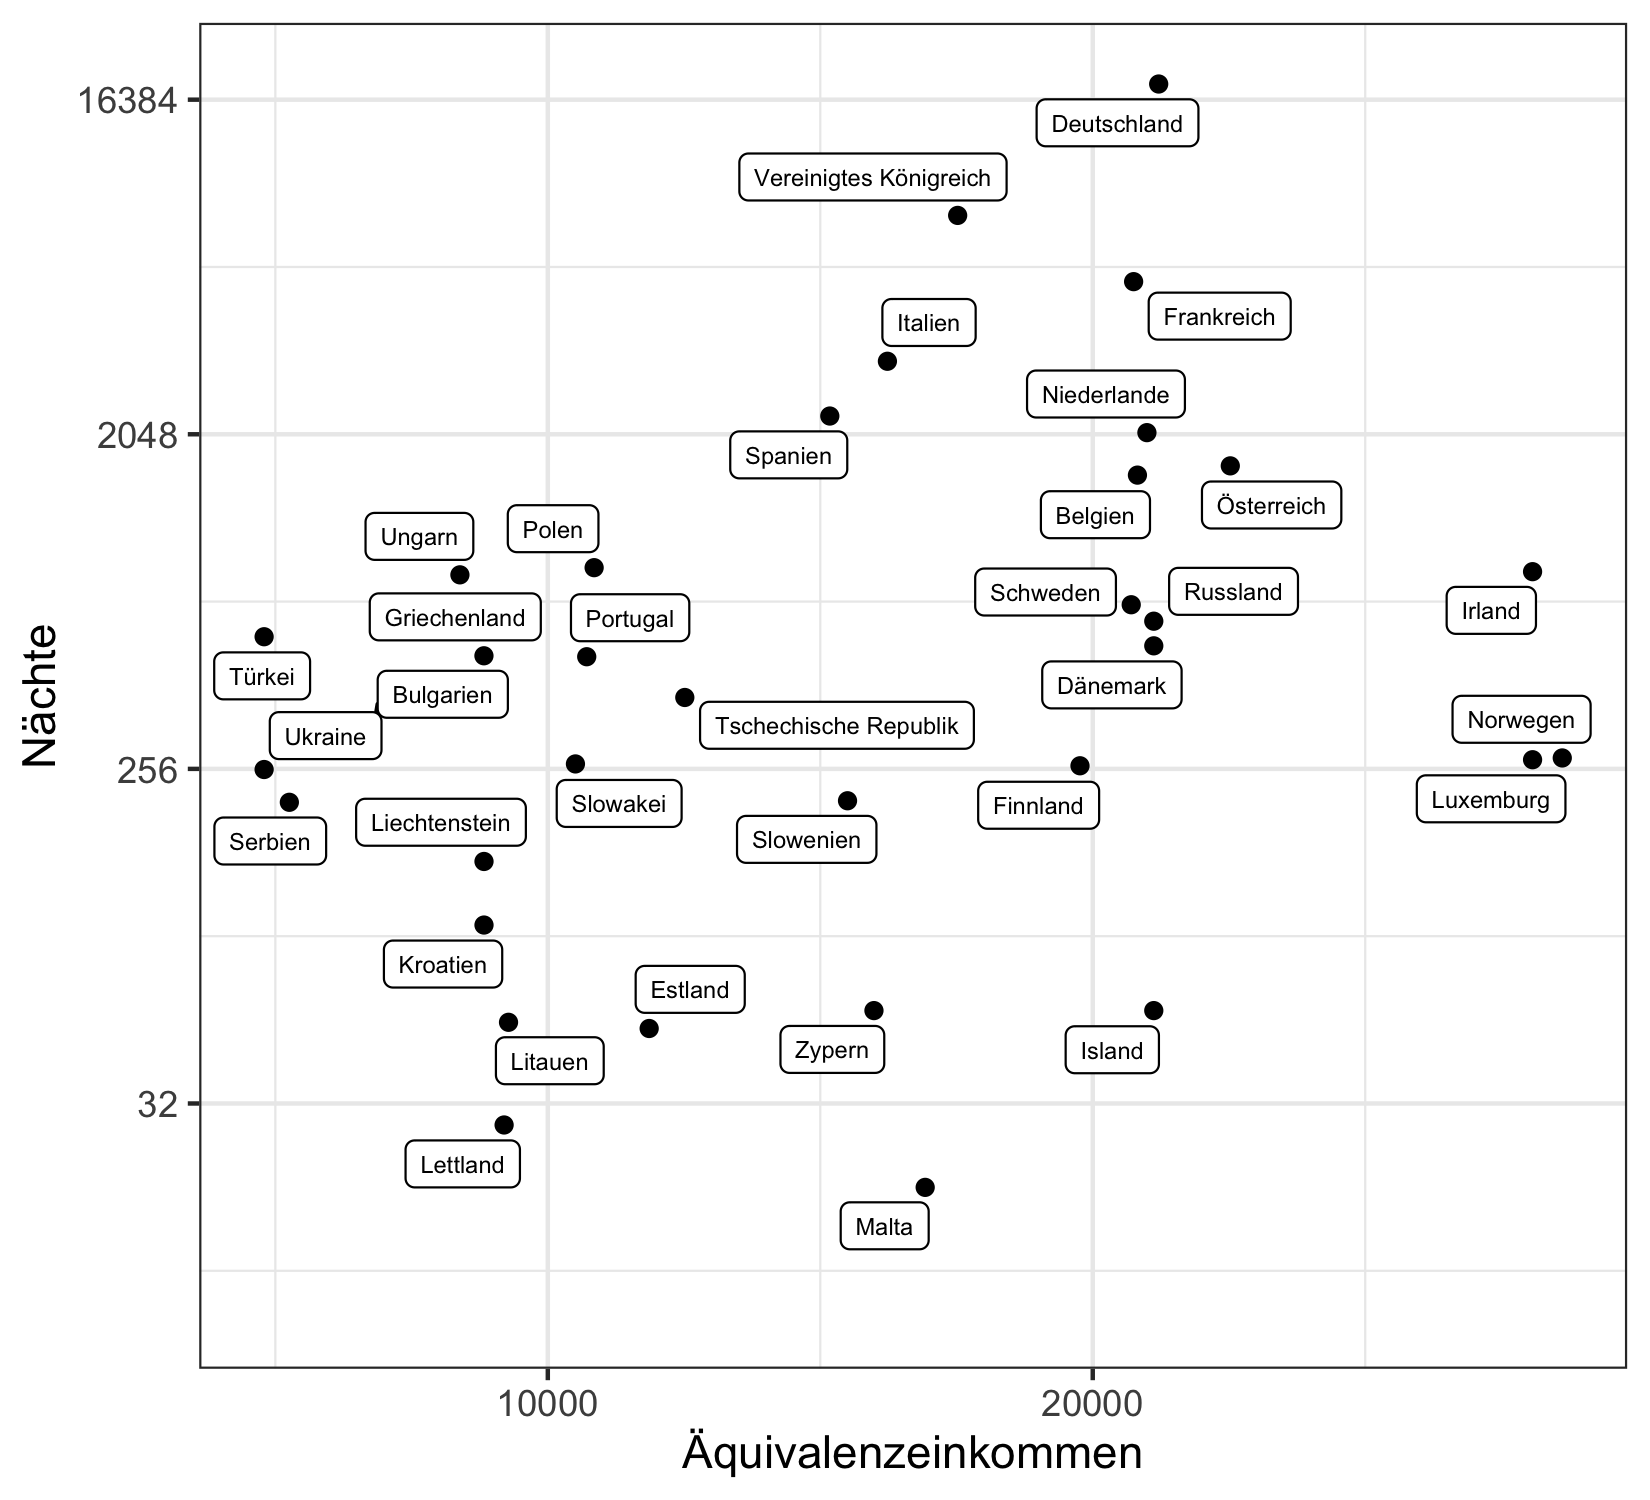 16384
Deutschland
Vereinigtes Königreich
Frankreich
Italien
Niederlande
2048
Spanien
Österreich
Belgien
Polen
Ungarn
Schweden
Russland
Irland
Griechenland
Portugal
Türkei
Dänemark
Nächte
Bulgarien
Norwegen
Tschechische Republik
Ukraine
256
Luxemburg
Slowakei
Finnland
Liechtenstein
Slowenien
Serbien
Kroatien
Estland
Zypern
Island
Litauen
32
Lettland
Malta
10000
20000
Äquivalenzeinkommen